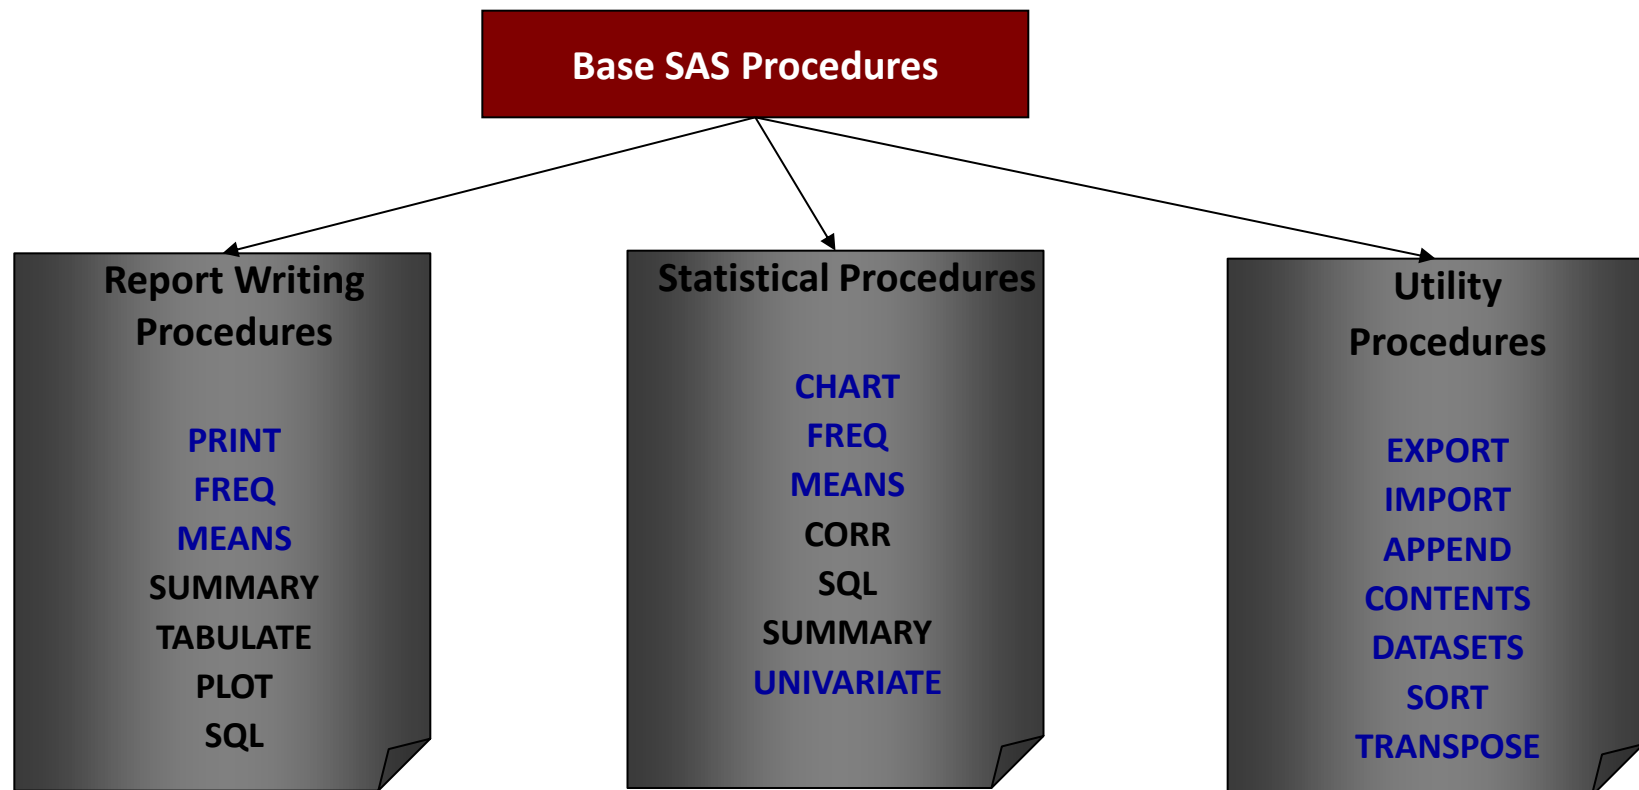 Base SAS Procedures
Report Writing
Procedures
PRINT
FREQ
MEANS
SUMMARY
TABULATE
PLOT
SQL
Statistical Procedures
CHART
FREQ
MEANS
CORR
SQL
SUMMARY
UNIVARIATE
Utility
Procedures
EXPORT
IMPORT
APPEND
CONTENTS
DATASETS
SORT
TRANSPOSE